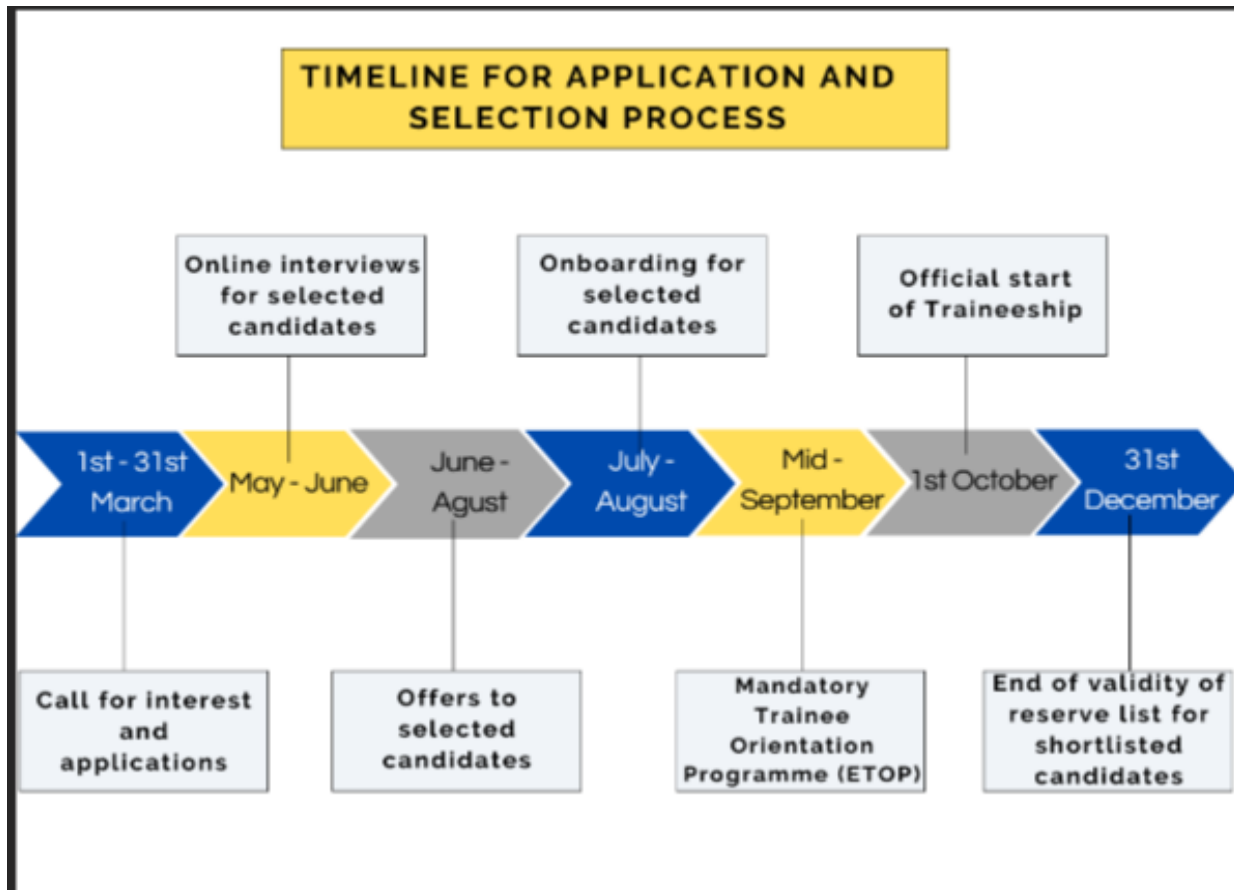 TIMELINE FOR APPLICATION AND
SELECTION PROCESS
Online interviews
for selected
candidates
Onboarding for
selected
candidates
Official start
of Traineeship
1st - 31st
March
May - June
June -
Agust
July -
August
Mid -
September
1st October
31st
December
Call for interest
and
applications
Offers to
selected
candidates
Mandatory
Trainee
Orientation
Programme (ETOP)
End of validity of
reserve list for
shortlisted
candidates